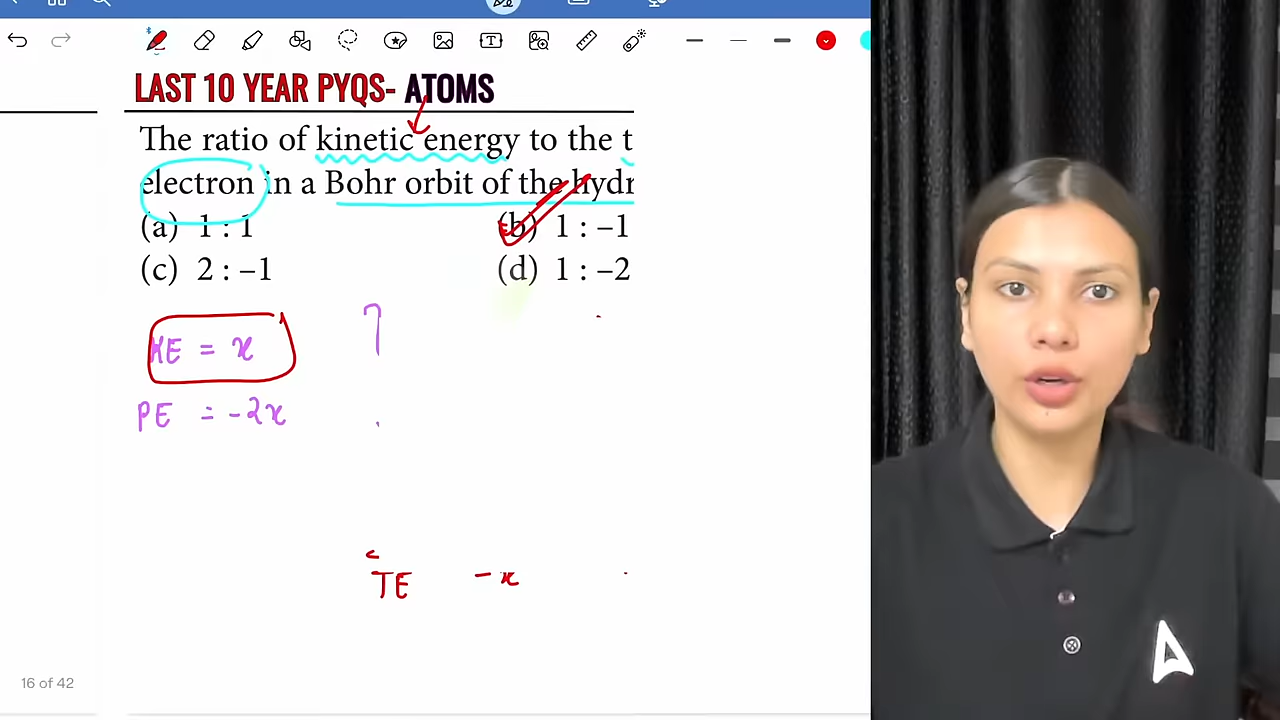 LAST 10 YEAR PYQS- ATOMS
The ratio of kinetic energy to the t
electron in a Bohr orbit of the hydr
(a) 1 : 1 (b) 1 : –1
(c) 2 : –1 (d) 1 : –2
KE = x
PE = -2x
TE -x
16 of 42